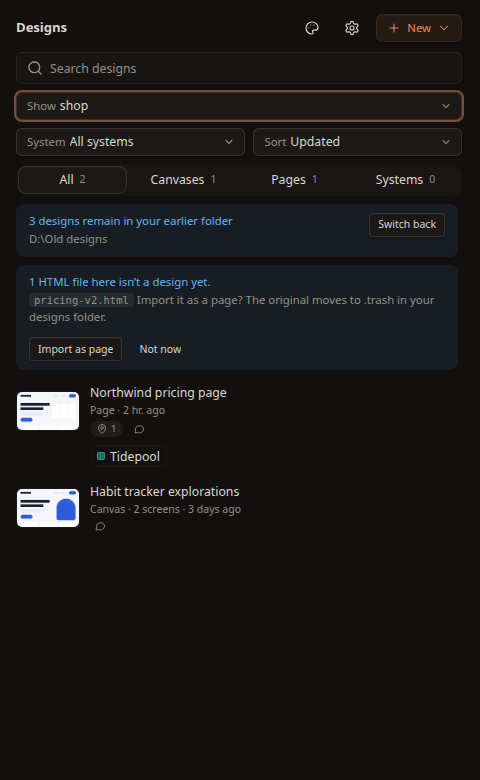 Designs
New
Search designs
Show shop
System All systems
Sort Updated
All 2
Canvases 1
Pages 1
Systems 0
3 designs remain in your earlier folder
D:\Old designs
Switch back
1 HTML file here isn’t a design yet.
pricing-v2.html Import it as a page? The original moves to .trash in your
designs folder.
Import as page
Not now
Northwind pricing page
Page · 2 hr. ago
1
Tidepool
Habit tracker explorations
Canvas · 2 screens · 3 days ago